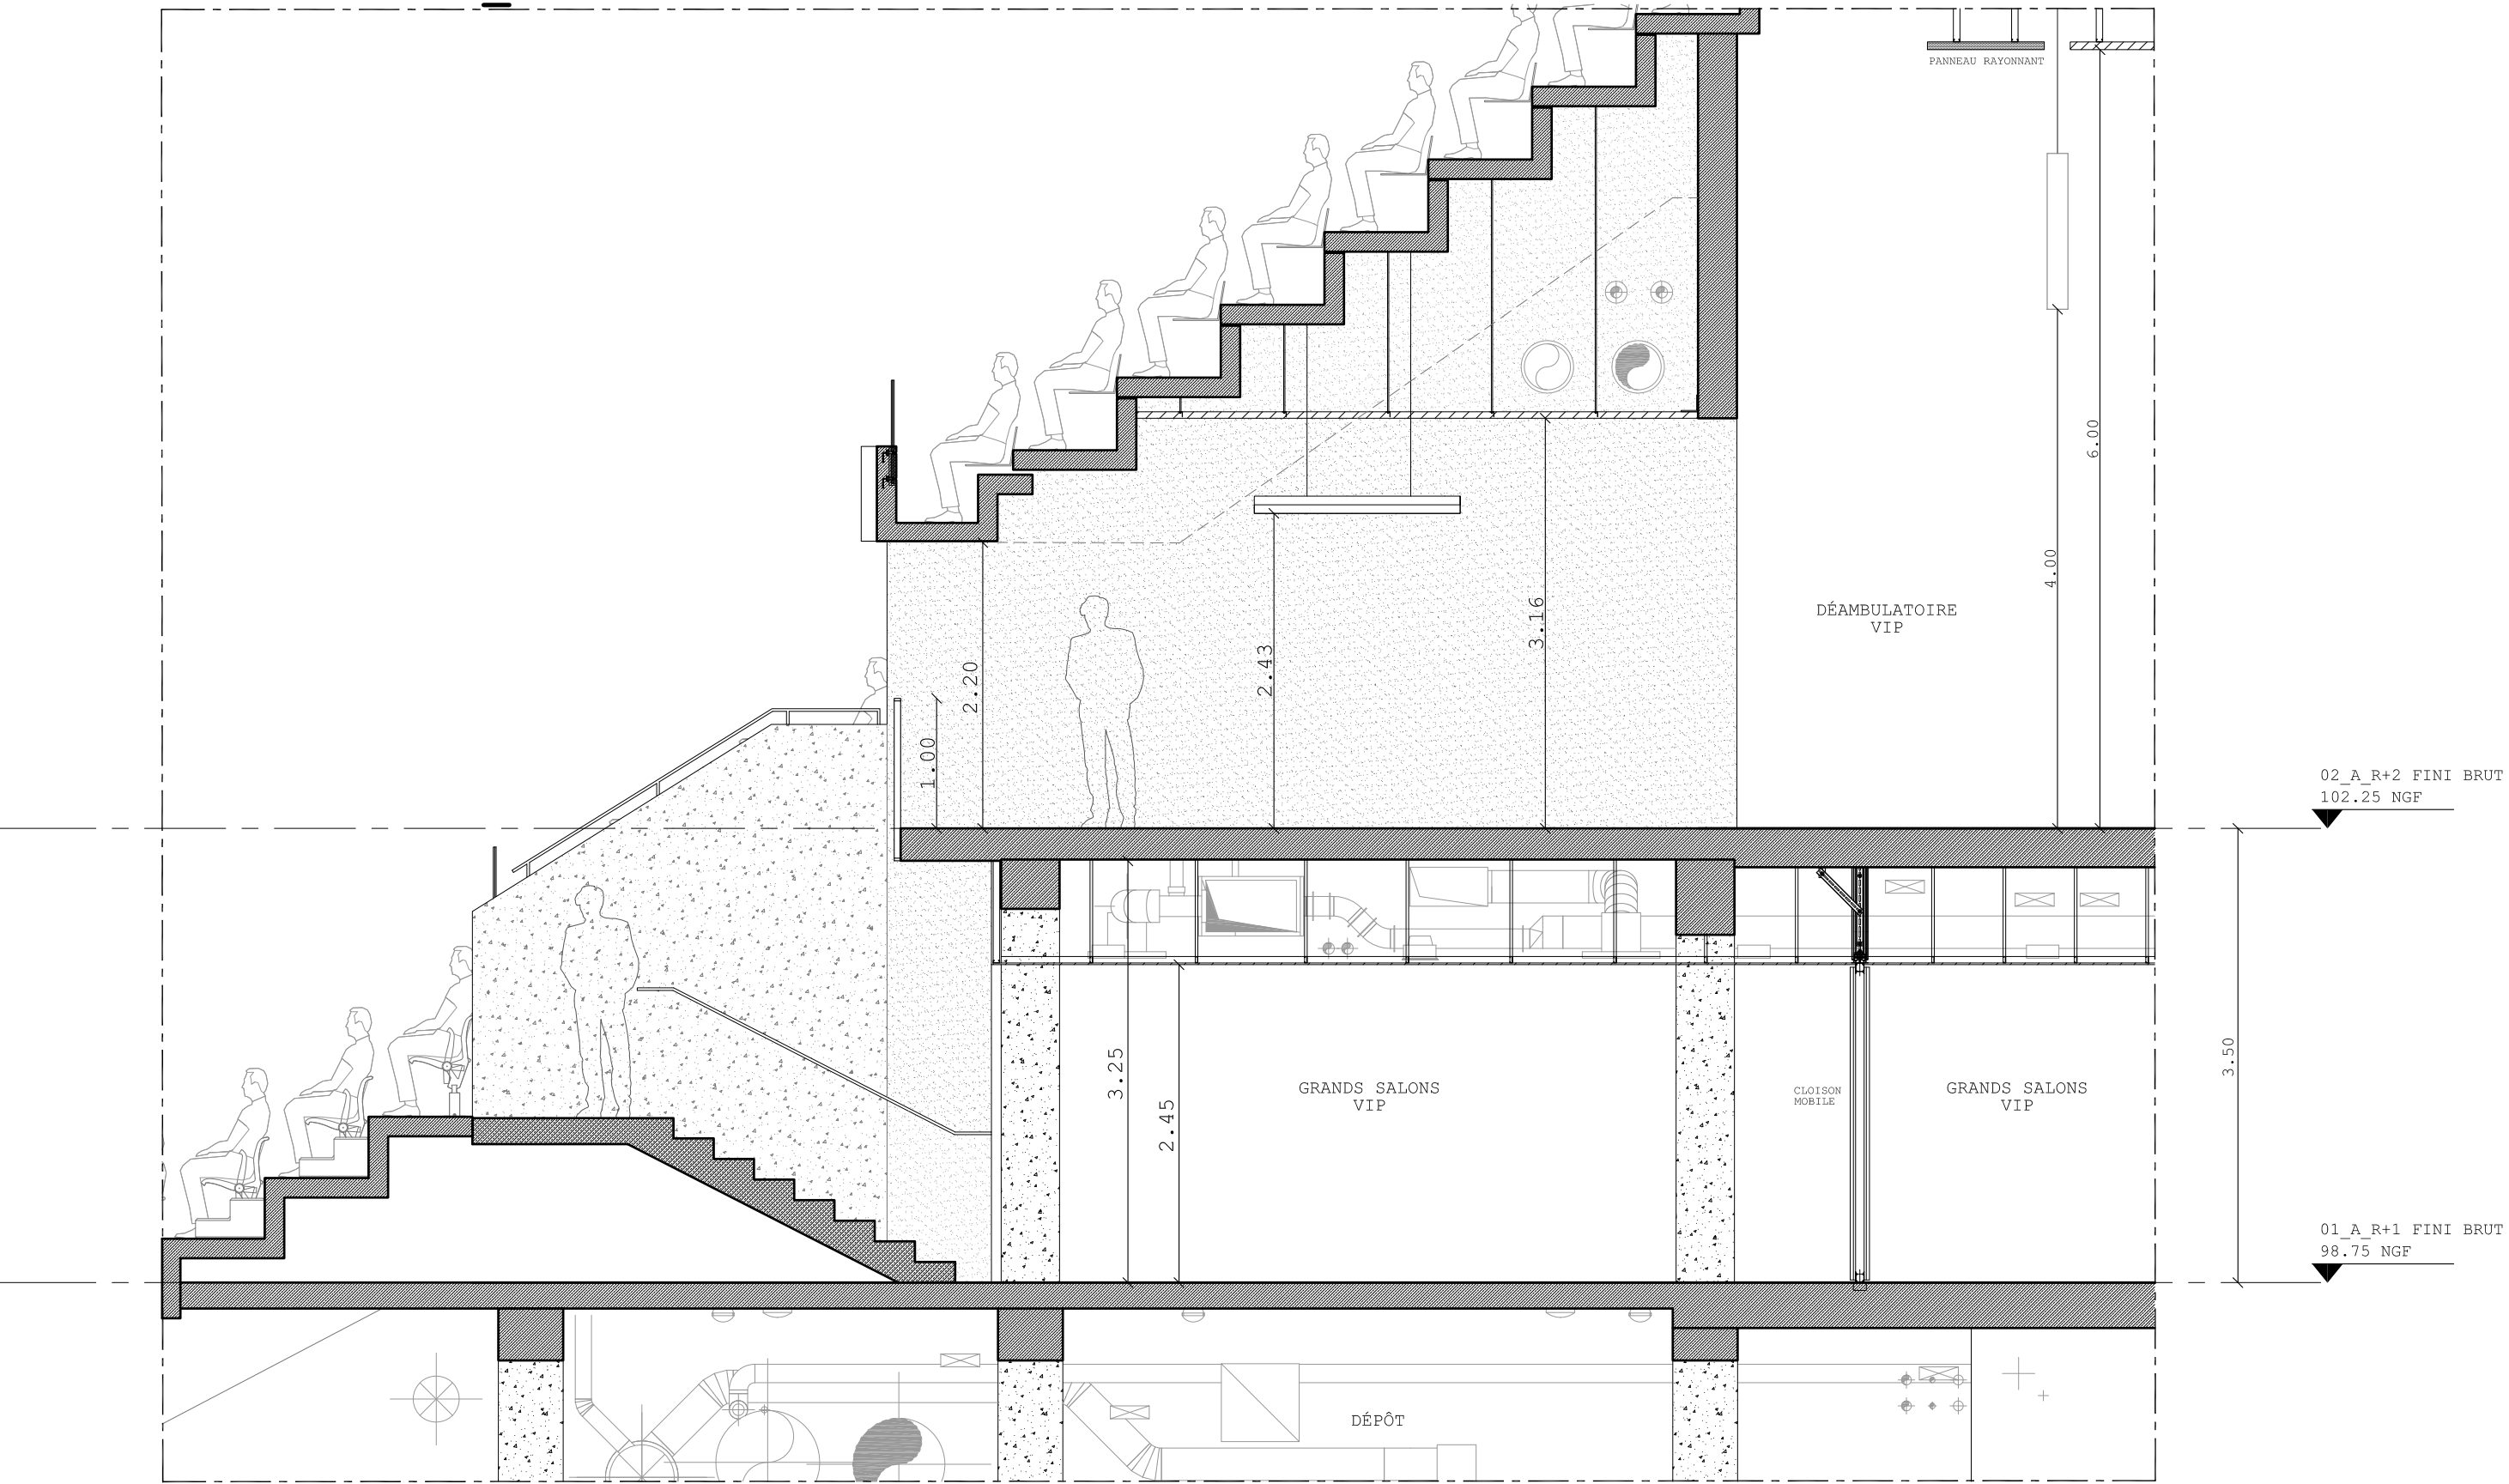 PANNEAU RAYONNANT
6.00
4.00
3.16
DÉAMBULATOIRE
VIP
2.43
2.20
1.00
02_A_R+2 FINI BRUT
102.25 NGF
3.50
3.25
2.45
GRANDS SALONS
VIP
CLOISON
MOBILE
GRANDS SALONS
VIP
01_A_R+1 FINI BRUT
98.75 NGF
DÉPÔT